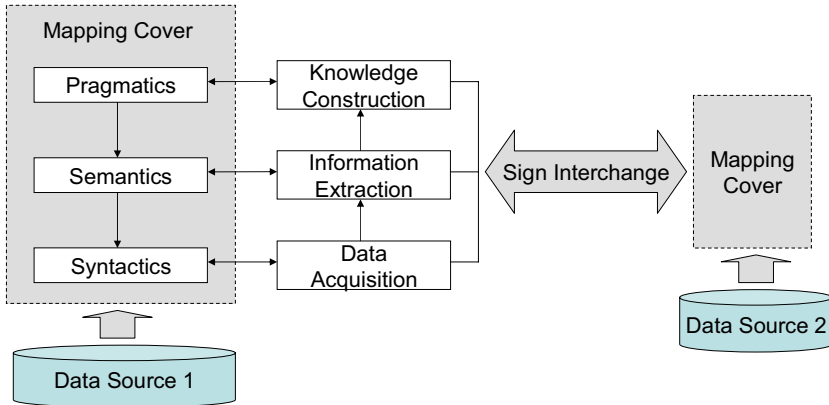 Mapping Cover
Pragmatics
Knowledge
Construction
Semantics
Information
Extraction
Syntactics
Data
Acquisition
Sign Interchange
Mapping
Cover
Data Source 1
Data Source 2